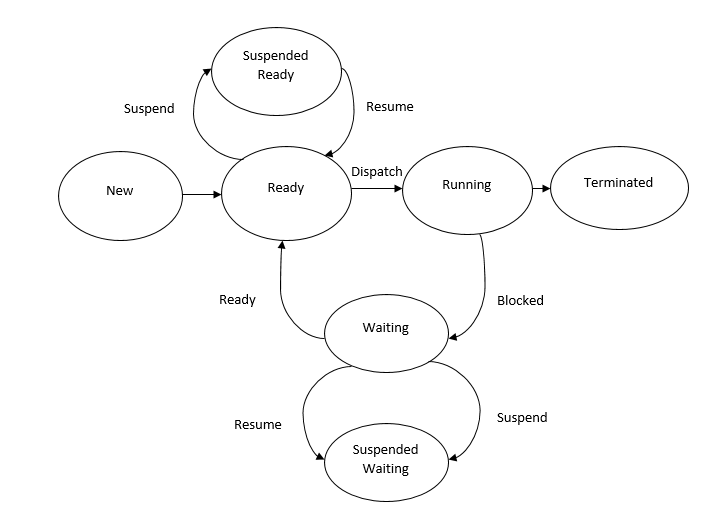 Suspended
Ready
Suspend
Resume
New
Ready
Dispatch
Running
Terminated
Ready
Blocked
Waiting
Resume
Suspend
Suspended
Waiting